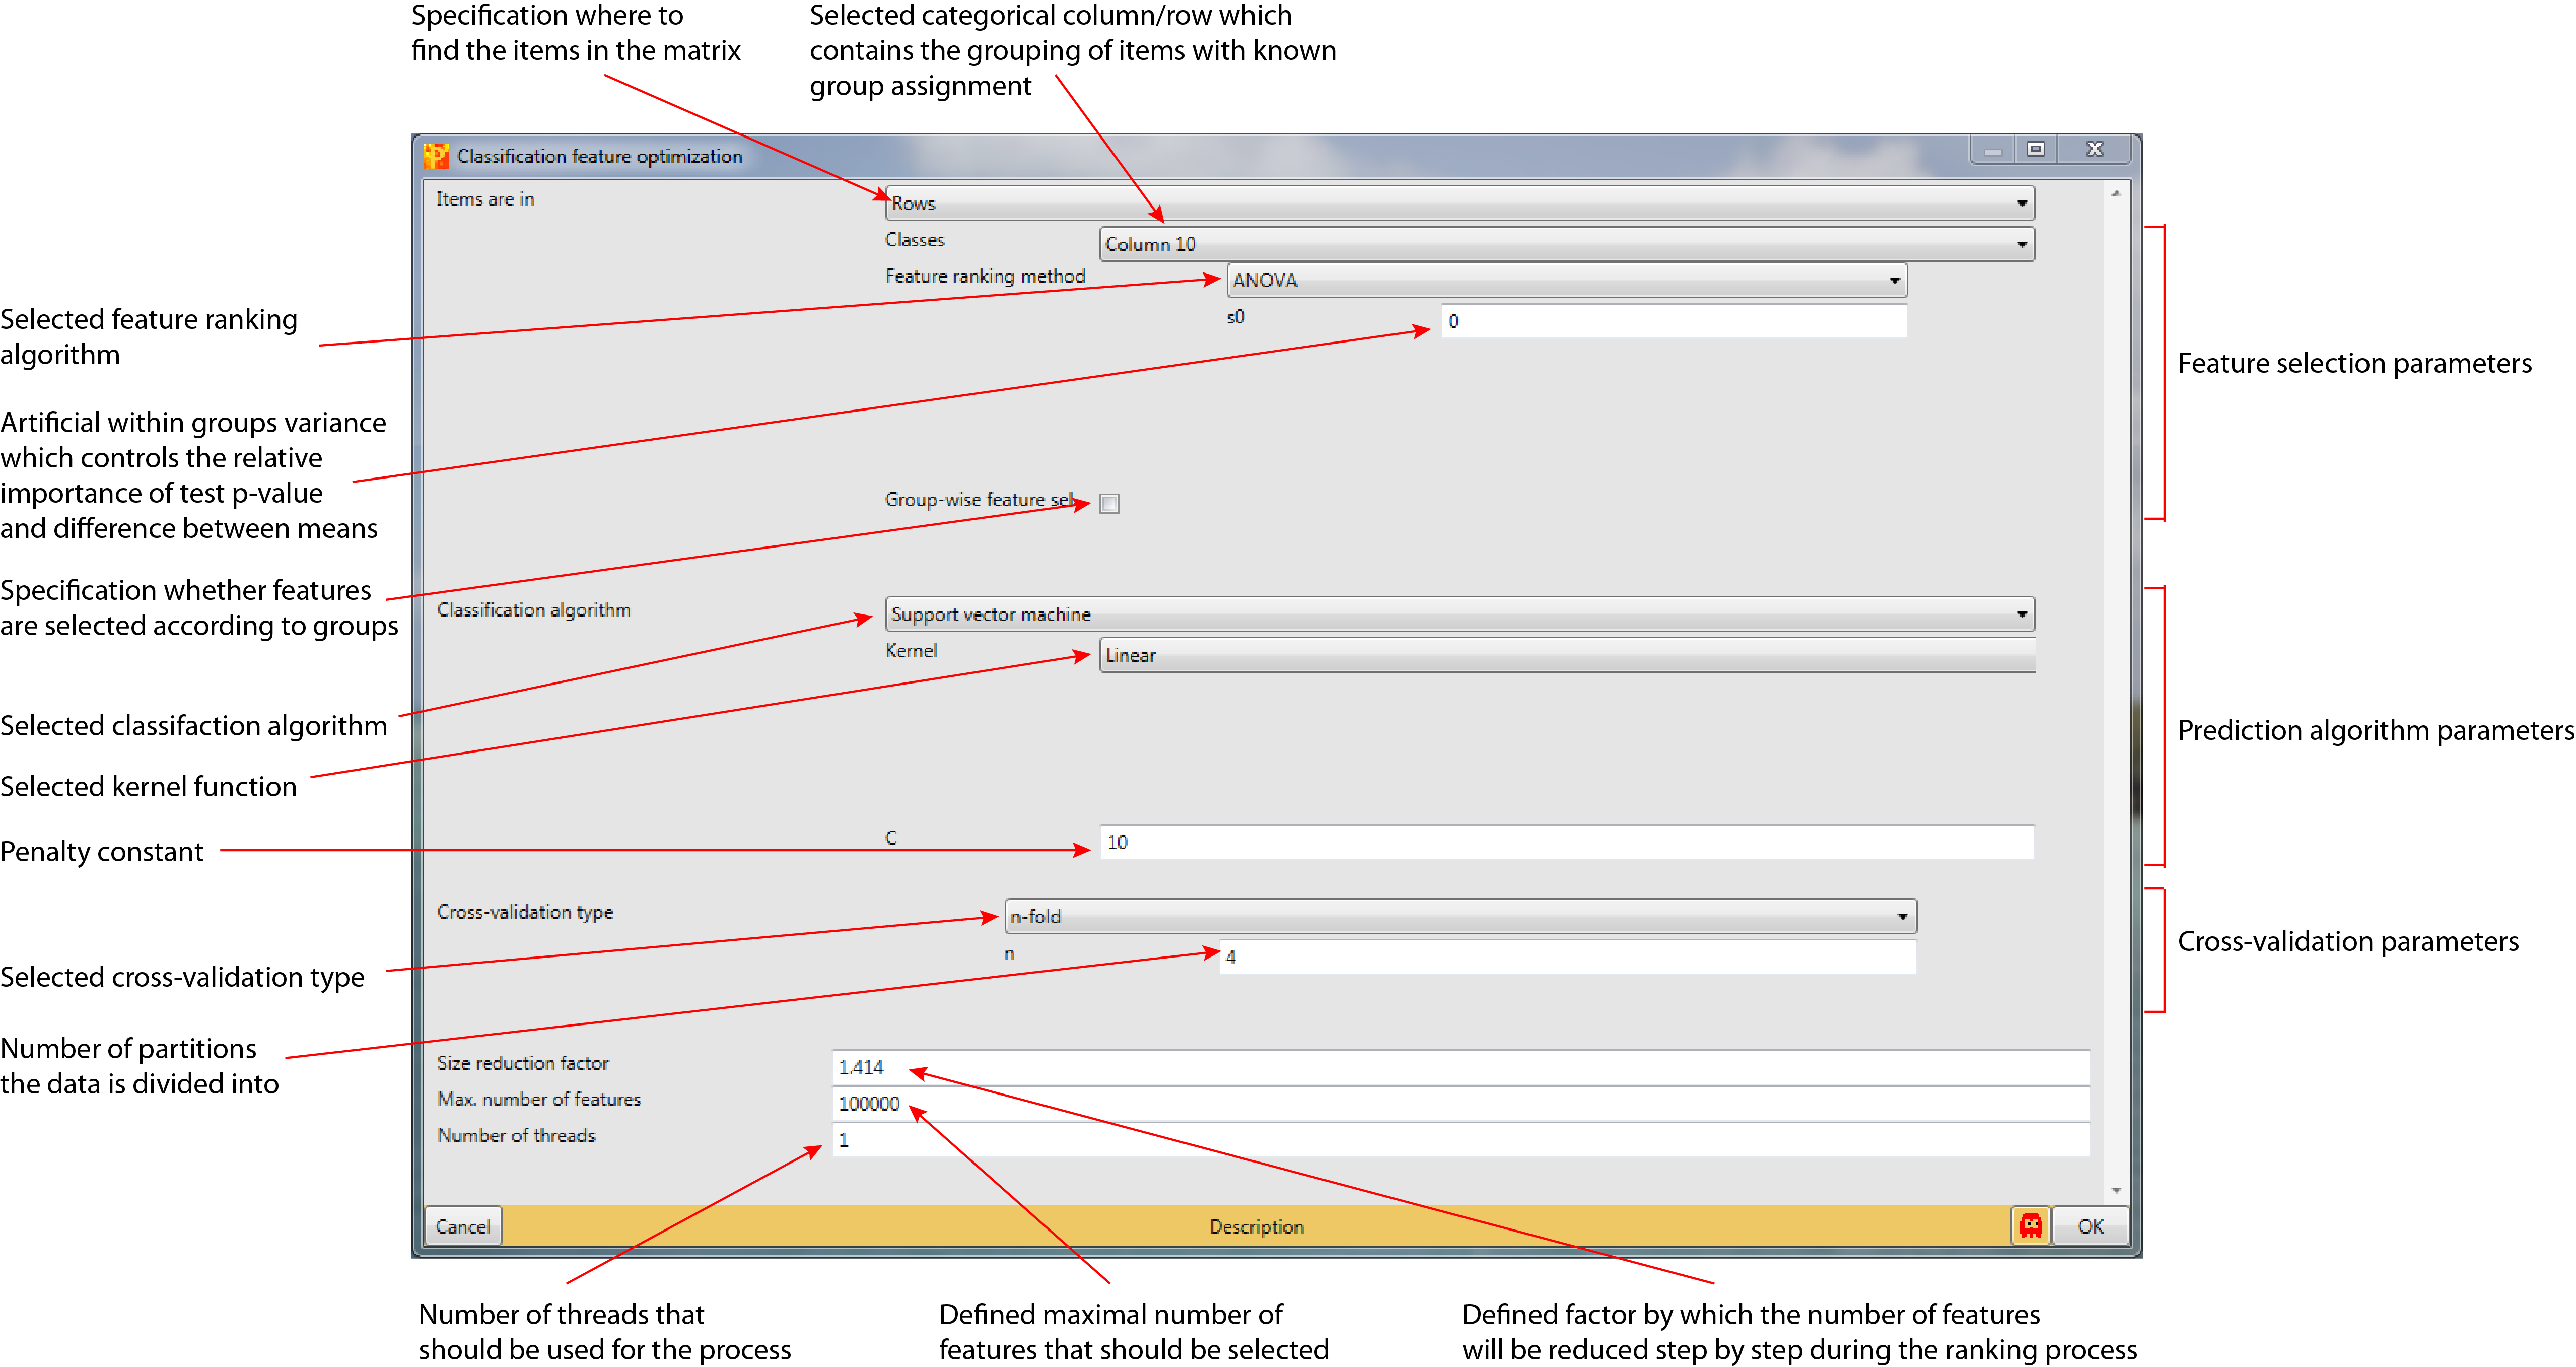 Specification where to
find the items in the matrix
Selected categorical column/row which
contains the grouping of items with known
group assignment
Classification feature optimization
Items are in
Rows
Classes
Column 10
Feature ranking method
ANOVA
s0
0
Group-wise feature sel
Classification algorithm
Support vector machine
Kernel
Linear
C
10
Cross-validation type
n-fold
n
4
Size reduction factor
1.414
Max. number of features
100000
Number of threads
1
Cancel
Description
OK
Selected feature ranking
algorithm
Artificial within groups variance
which controls the relative
importance of test p-value
and difference between means
Specification whether features
are selected according to groups
Selected classifaction algorithm
Selected kernel function
Penalty constant
Selected cross-validation type
Number of partitions
the data is divided into
Feature selection parameters
Prediction algorithm parameters
Cross-validation parameters
Number of threads that
should be used for the process
Defined maximal number of
features that should be selected
Defined factor by which the number of features
will be reduced step by step during the ranking process